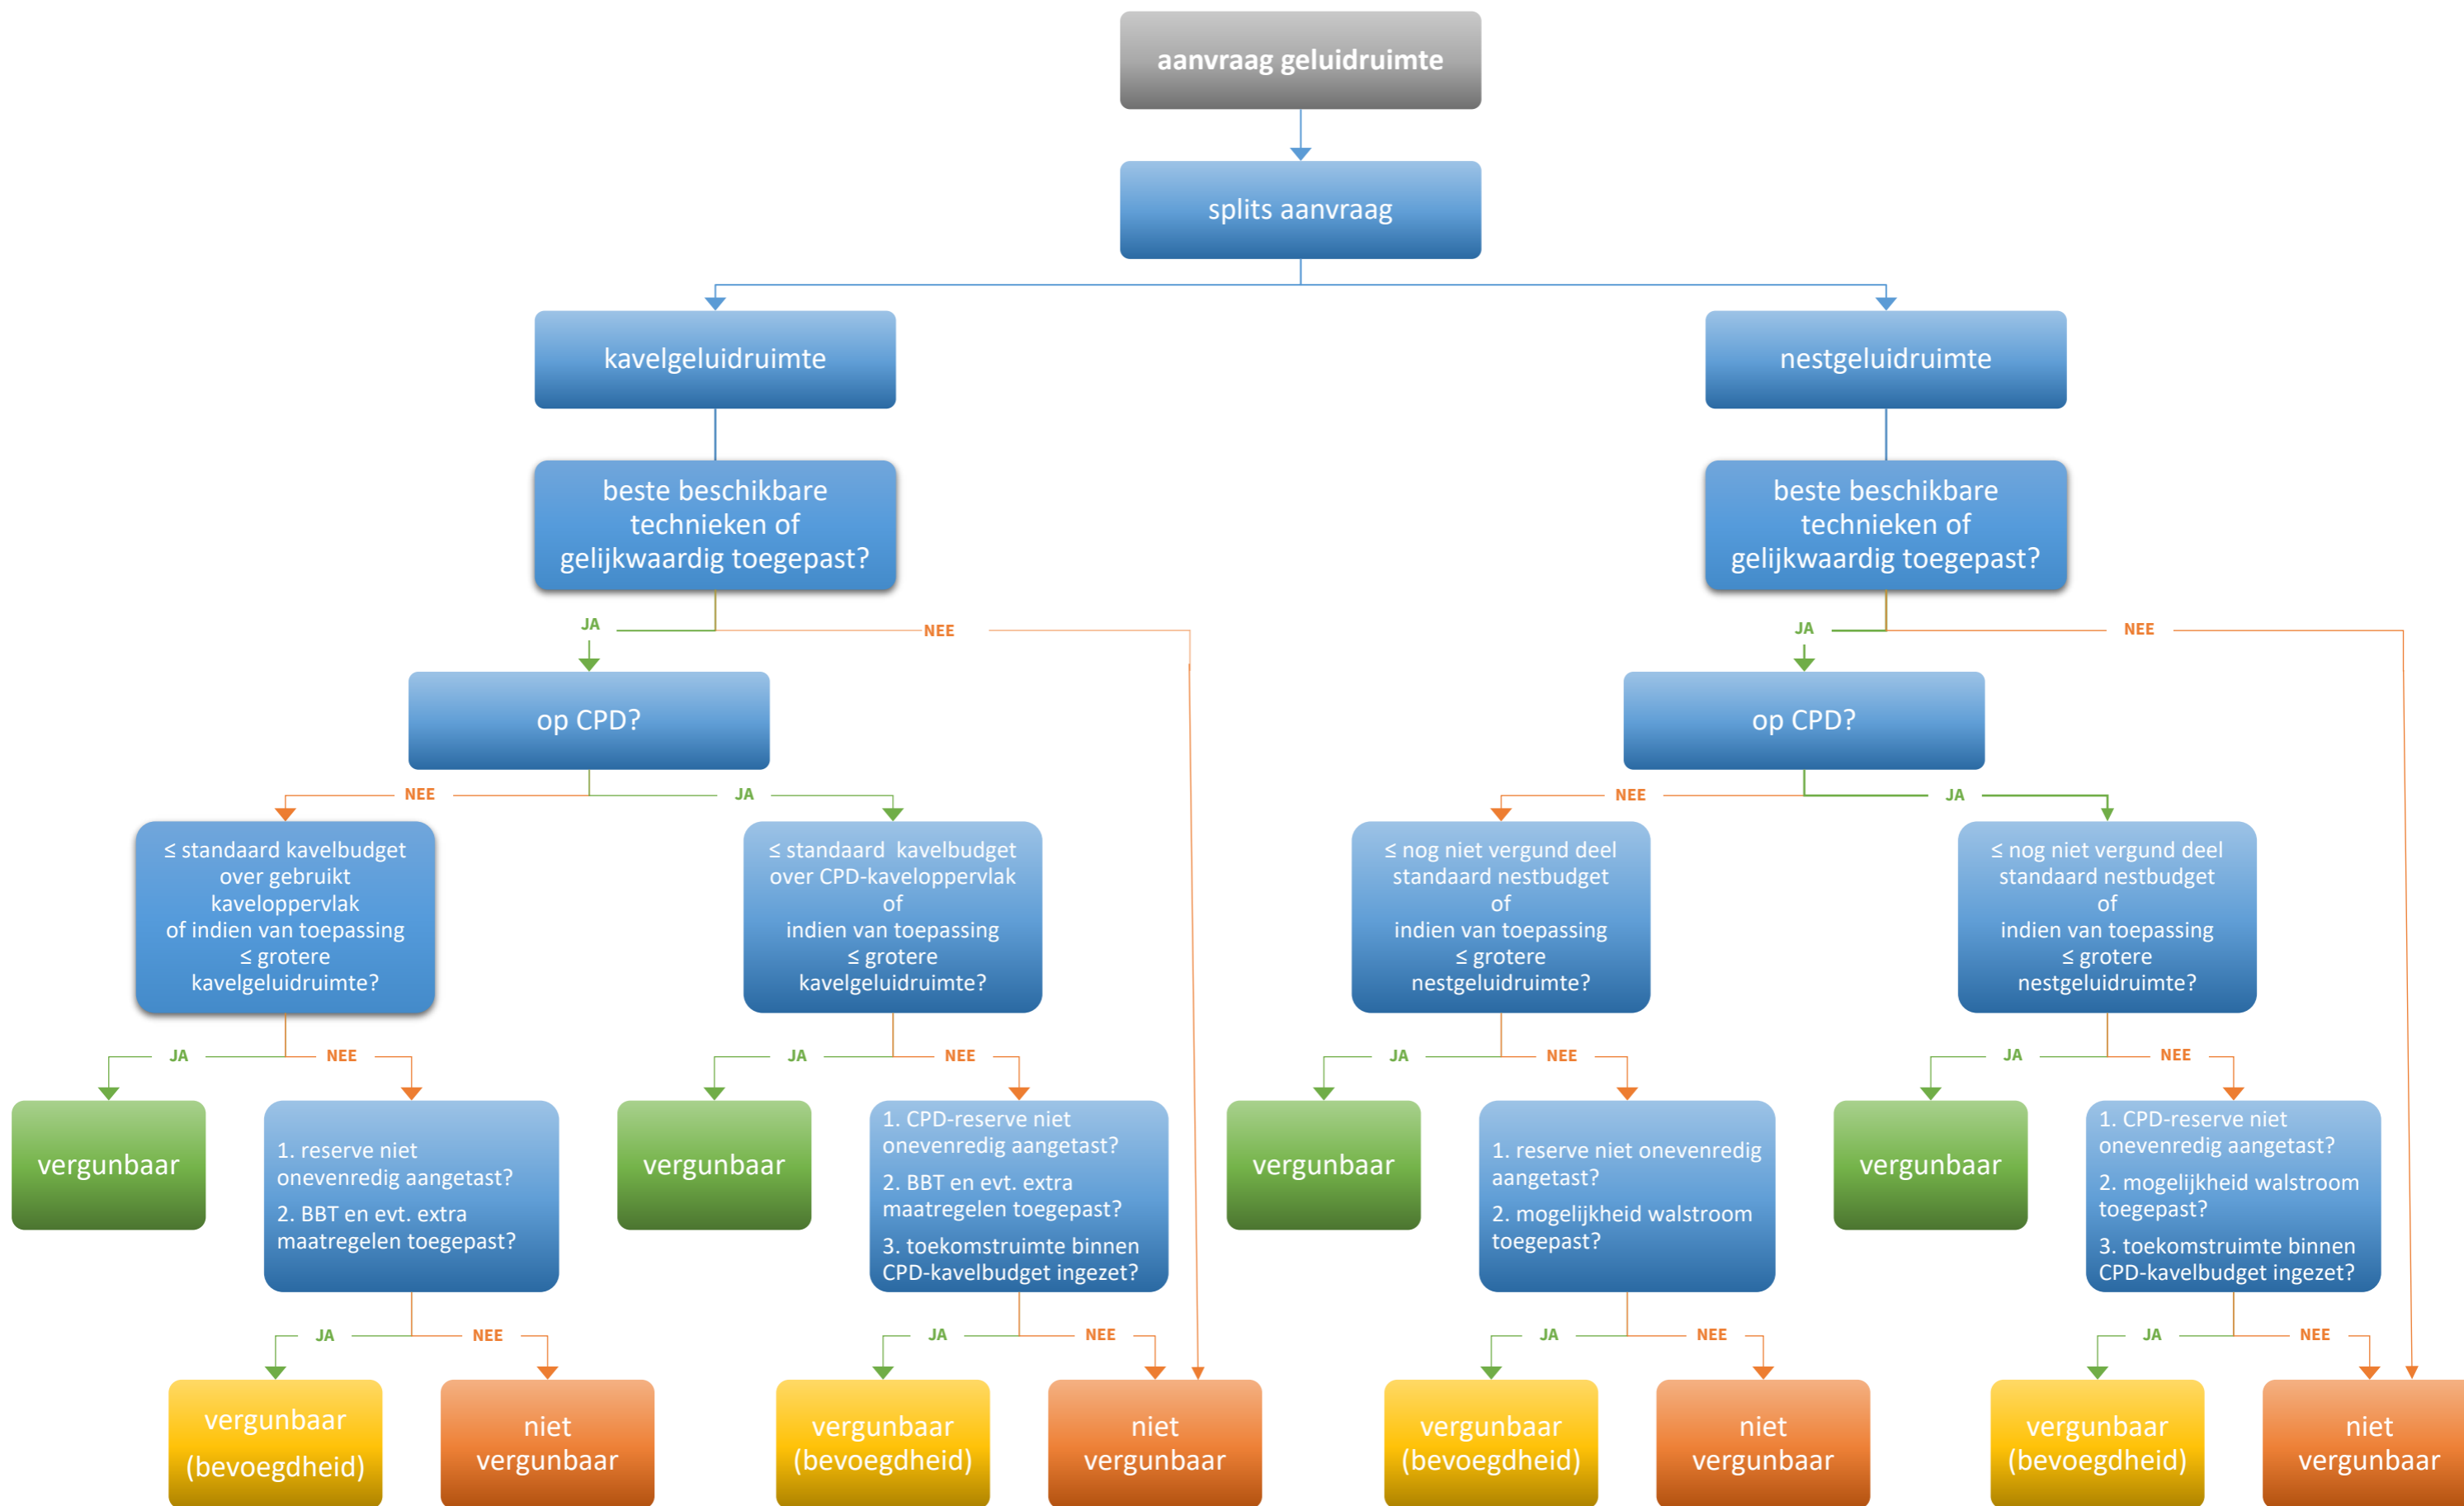 aanvraag geluidruimte
splits aanvraag
kavelgeluidruimte
nestgeluidruimte
beste beschikbare
technieken of
gelijkwaardig toegepast?
beste beschikbare
technieken of
gelijkwaardig toegepast?
JA
NEE
JA
NEE
op CPD?
op CPD?
NEE
JA
NEE
JA
≤ standaard kavelbudget
over gebruikt
kaveloppervlak
of indien van toepassing
≤ grotere
kavelgeluidruimte?
≤ standaard kavelbudget
over CPD-kaveloppervlak
of
indien van toepassing
≤ grotere
kavelgeluidruimte?
≤ nog niet vergund deel
standaard nestbudget
of
indien van toepassing
≤ grotere
nestgeluidruimte?
≤ nog niet vergund deel
standaard nestbudget
of
indien van toepassing
≤ grotere
nestgeluidruimte?
JA
NEE
JA
NEE
JA
NEE
JA
NEE
vergunbaar
1. reserve niet
onevenredig aangetast?
2. BBT en evt. extra
maatregelen toegepast?
vergunbaar
1. CPD-reserve niet
onevenredig aangetast?
2. BBT en evt. extra
maatregelen toegepast?
3. toekomstruimte binnen
CPD-kavelbudget ingezet?
vergunbaar
1. reserve niet onevenredig
aangetast?
2. mogelijkheid walstroom
toegepast?
vergunbaar
1. CPD-reserve niet
onevenredig aangetast?
2. mogelijkheid walstroom
toegepast?
3. toekomstruimte binnen
CPD-kavelbudget ingezet?
JA
NEE
JA
NEE
JA
NEE
JA
NEE
vergunbaar
(bevoegdheid)
niet
vergunbaar
vergunbaar
(bevoegdheid)
niet
vergunbaar
vergunbaar
(bevoegdheid)
niet
vergunbaar
vergunbaar
(bevoegdheid)
niet
vergunbaar